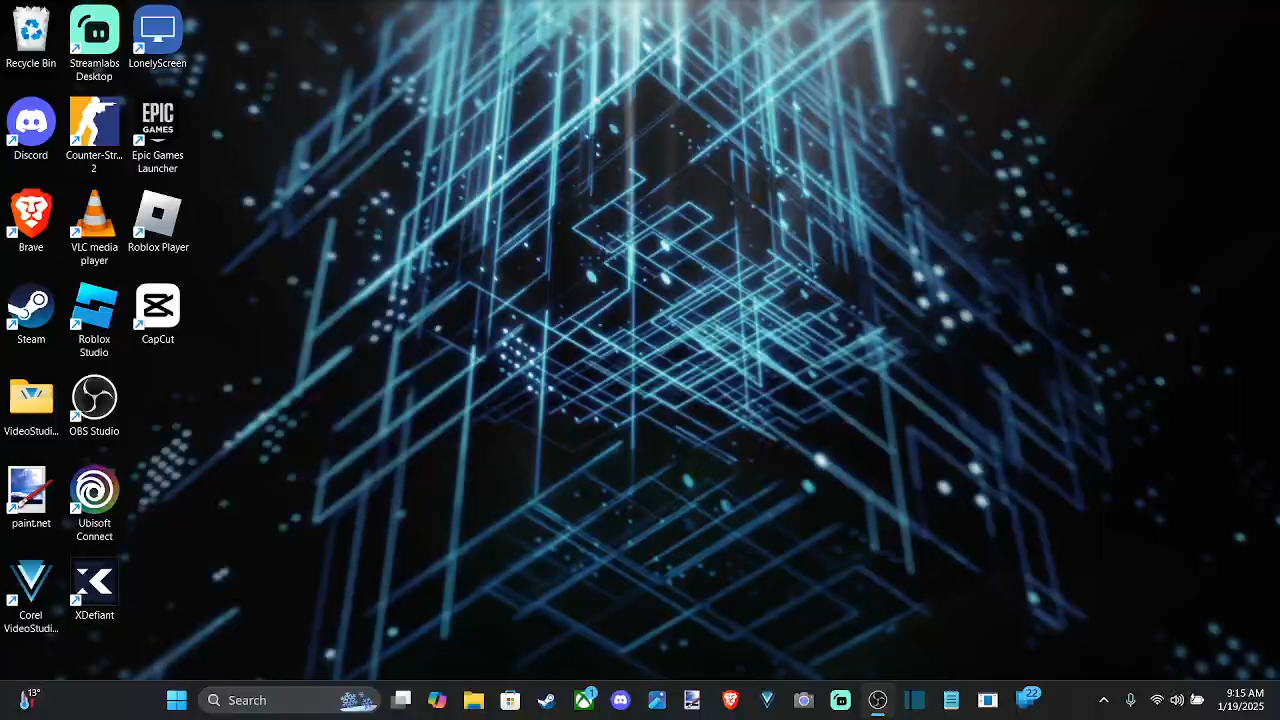 Recycle Bin
Streamlabs
Desktop
LonelyScreen
Discord
Counter-Str...
2
EPIC
GAMES
Epic Games
Launcher
Brave
VLC media
player
Roblox Player
Steam
Roblox
Studio
CapCut
VideoStudi...
OBS Studio
paint.net
Ubisoft
Connect
Corel
VideoStudi...
XDefiant
13°
Search
1
22
9:15 AM
1/19/2025